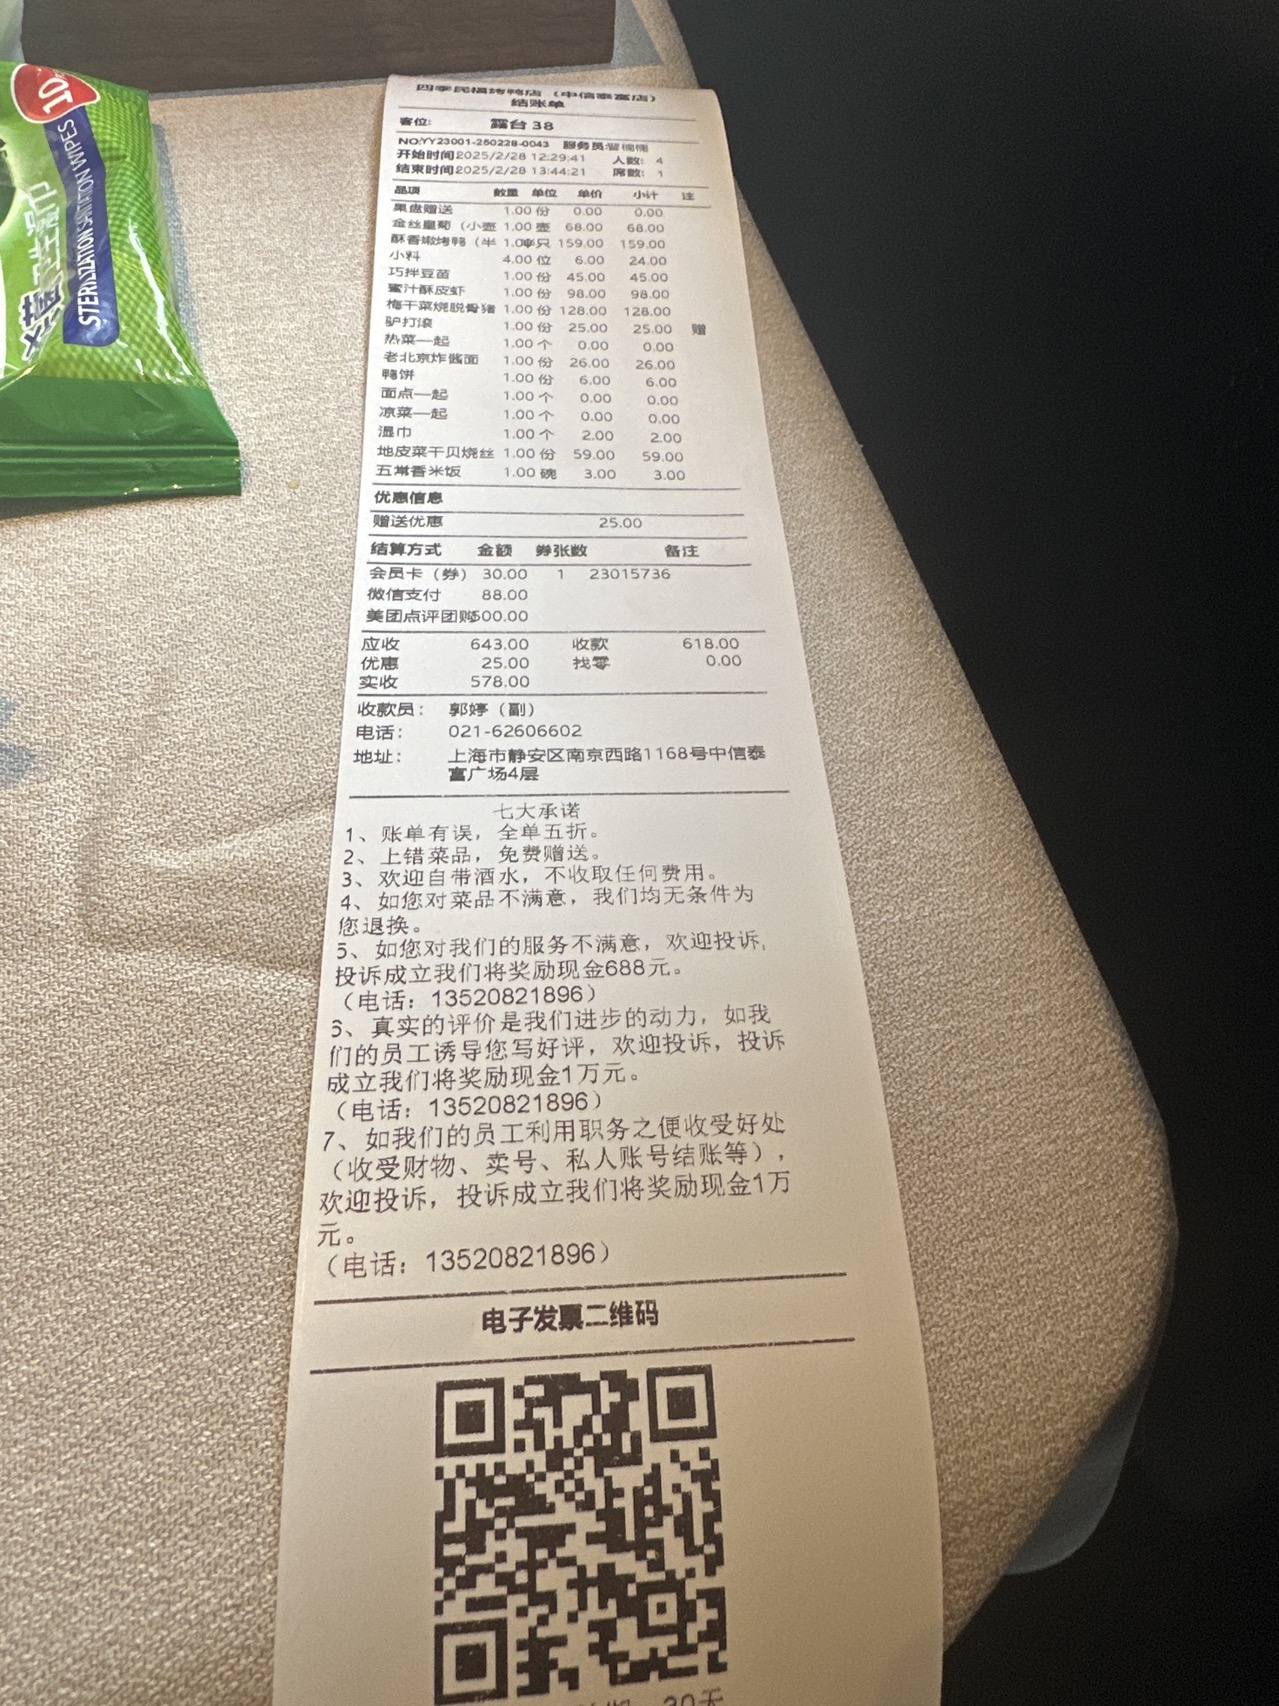 10
STERILIZATION SANITATION WIPES
四季民福烤鸭店（中信泰富店）
结账单
客位： 露台 38
NO:YY23001-250228-0043 服务员:
开始时间2025/2/28 12:29:41 人数: 4
结束时间2025/2/28 13:44:21 席数: 1
品项 数量 单位 单价 小计 注
果盘赠送 1.00 份 0.00 0.00
金丝皇菊（小壶 1.00 壶 68.00 68.00
酥香嫩烤鸭（半 1.00 半只 159.00 159.00
小料 4.00 位 6.00 24.00
巧拌豆苗 1.00 份 45.00 45.00
蜜汁酥皮虾 1.00 份 98.00 98.00
梅干菜烧脱骨猪 1.00 份 128.00 128.00
驴打滚 1.00 份 25.00 25.00 赠
热菜一起 1.00 个 0.00 0.00
老北京炸酱面 1.00 份 26.00 26.00
鸭饼 1.00 份 6.00 6.00
面点一起 1.00 个 0.00 0.00
凉菜一起 1.00 个 0.00 0.00
湿巾 1.00 个 2.00 2.00
地皮菜干贝烧丝 1.00 份 59.00 59.00
五常香米饭 1.00 碗 3.00 3.00
优惠信息
赠送优惠 25.00
结算方式 金额 券张数 备注
会员卡（券） 30.00 1 23015736
微信支付 88.00
美团点评团购500.00
应收 643.00 收款 618.00
优惠 25.00 找零 0.00
实收 578.00
收款员： 郭婷（副）
电话： 021-62606602
地址： 上海市静安区南京西路1168号中信泰
富广场4层
七大承诺
1、账单有误，全单五折。
2、上错菜品，免费赠送。
3、欢迎自带酒水，不收取任何费用。
4、如您对菜品不满意，我们均无条件为
您退换。
5、如您对我们的服务不满意，欢迎投诉，
投诉成立我们将奖励现金688元。
（电话：13520821896）
6、真实的评价是我们进步的动力，如我
们的员工诱导您写好评，欢迎投诉，投诉
成立我们将奖励现金1万元。
（电话：13520821896）
7、如我们的员工利用职务之便收受好处
（收受财物、卖号、私人账号结账等），
欢迎投诉，投诉成立我们将奖励现金1万
元。
（电话：13520821896）
电子发票二维码
30天